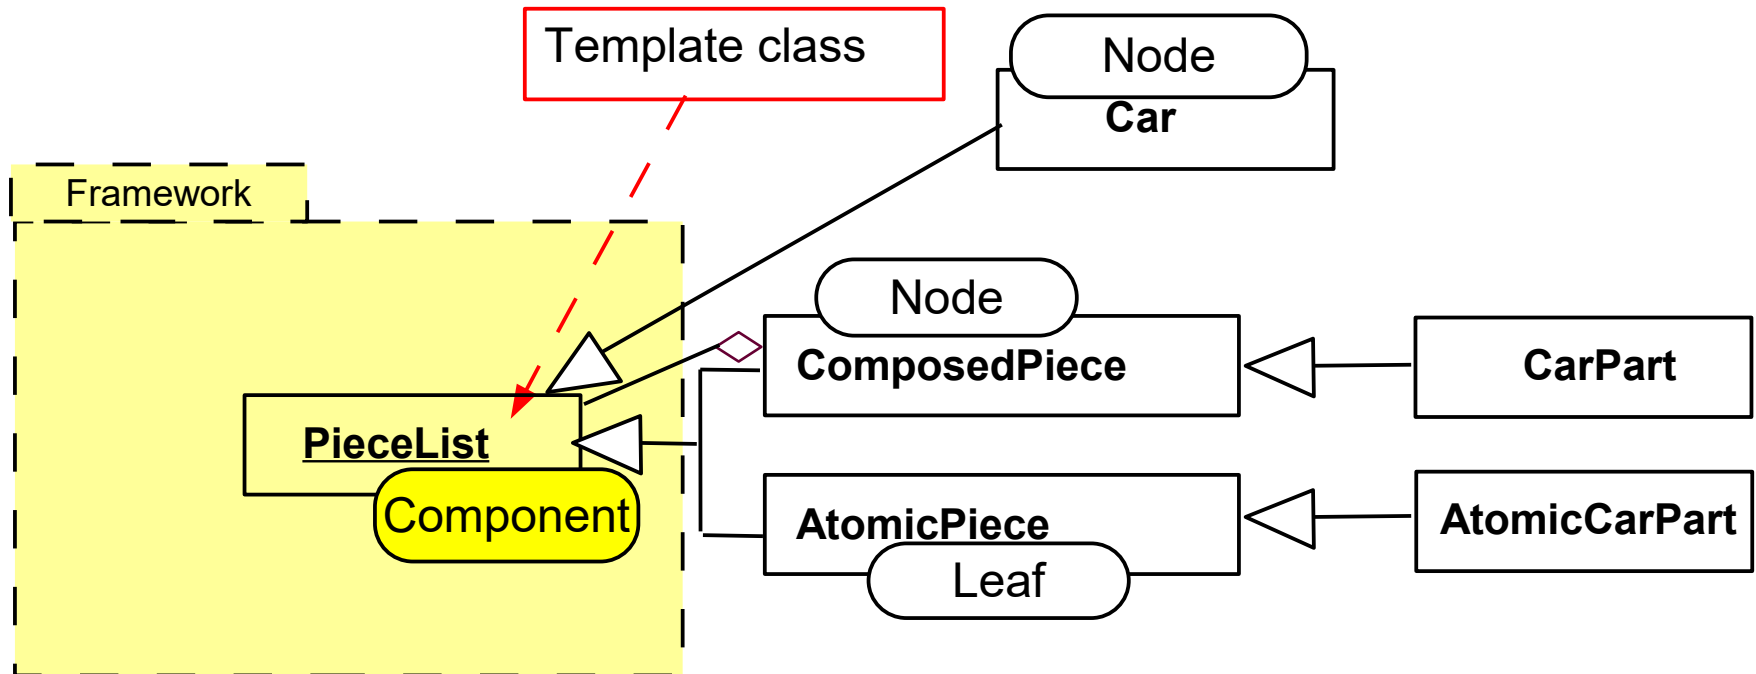 Template class
Node
Car
Framework
Node
ComposedPiece
CarPart
PieceList
Component
AtomicPiece
AtomicCarPart
Leaf